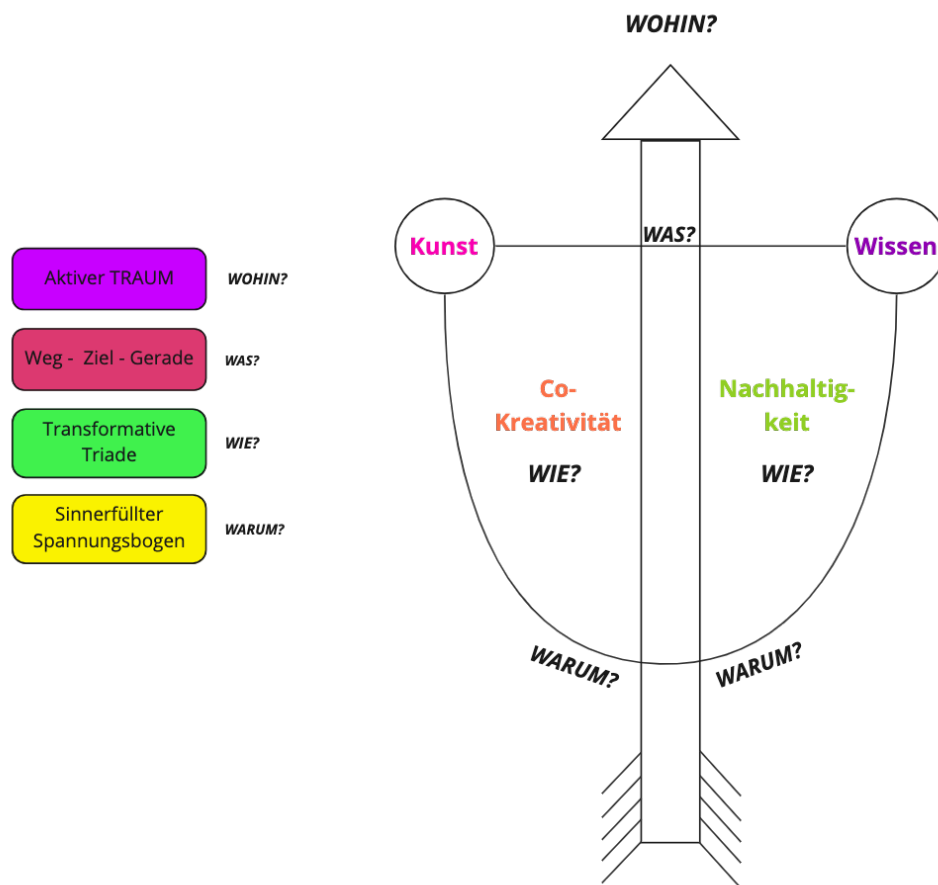 WOHIN?
Kunst
WAS?
Wissen
Aktiver TRAUM
WOHIN?
Weg - Ziel - Gerade
WAS?
Transformative
Triade
WIE?
Sinnerfüllter
Spannungsbogen
WARUM?
Co-
Kreativität
WIE?
Nachhaltig-
keit
WIE?
WARUM?
WARUM?